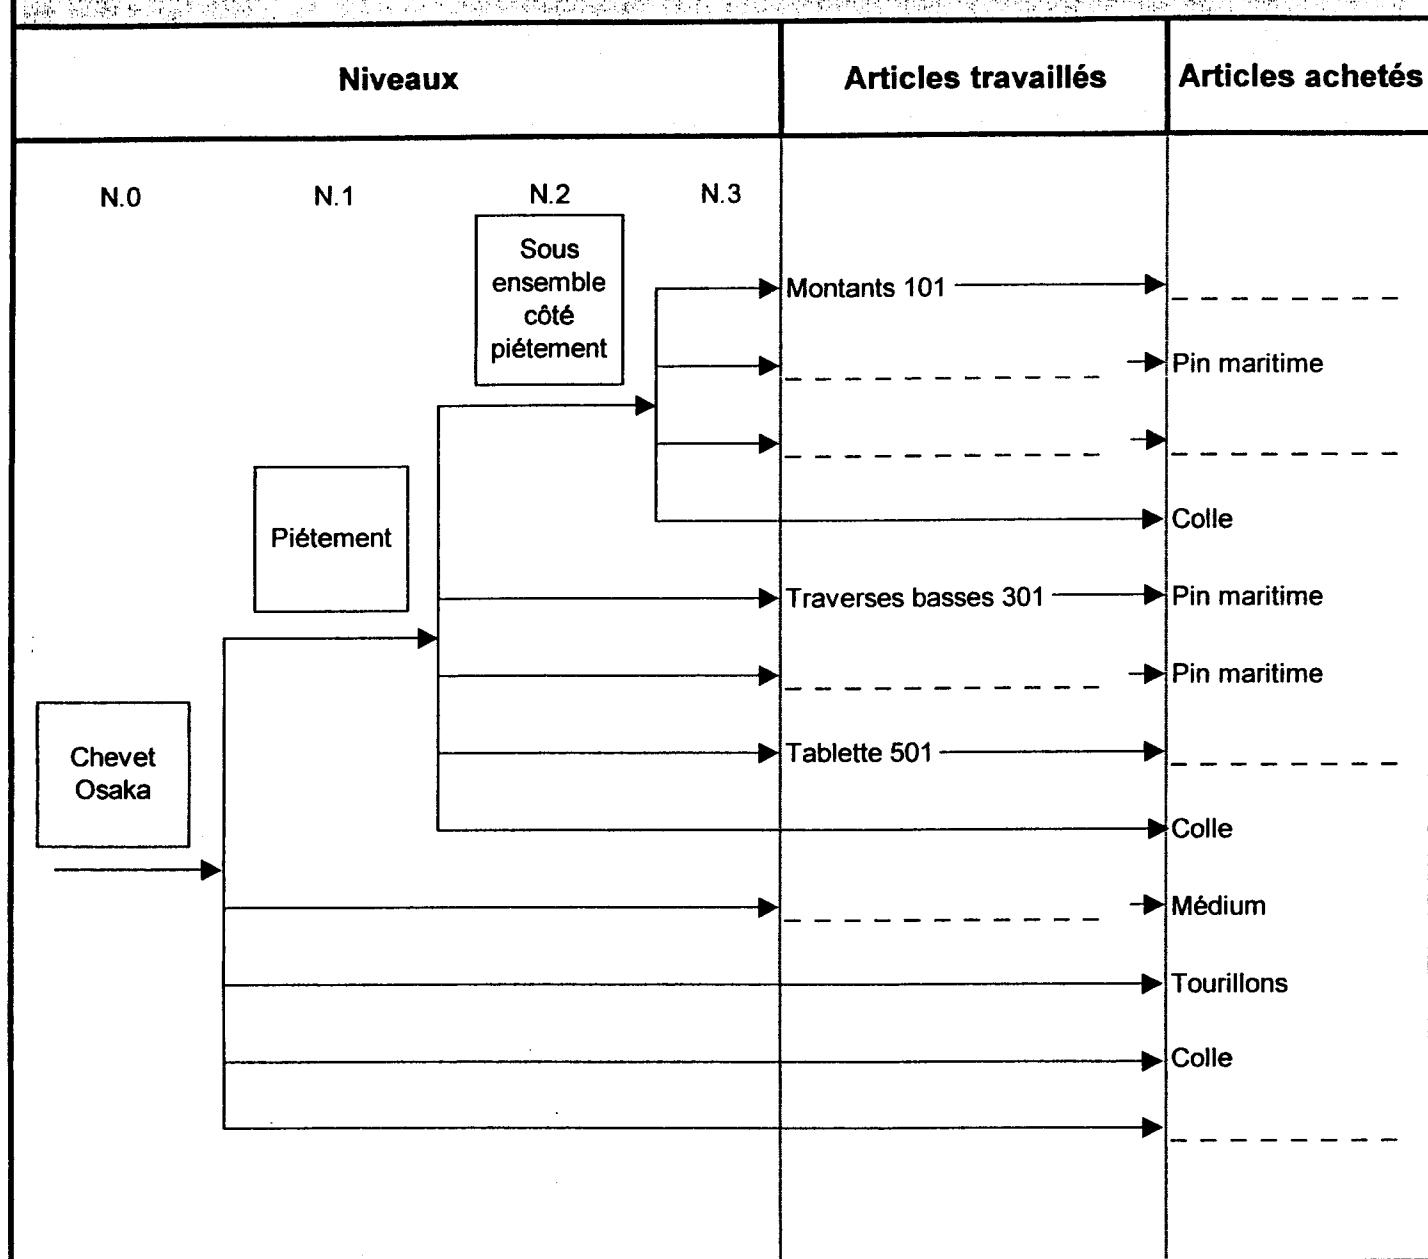 Niveaux
Articles travaillés
Articles achetés
N.0
N.1
N.2
N.3
Sous
ensemble
côté
piétement
Montants 101
Pin maritime
Colle
Piétement
Traverses basses 301
Pin maritime
Pin maritime
Chevet
Osaka
Tablette 501
Colle
Médium
Tourillons
Colle